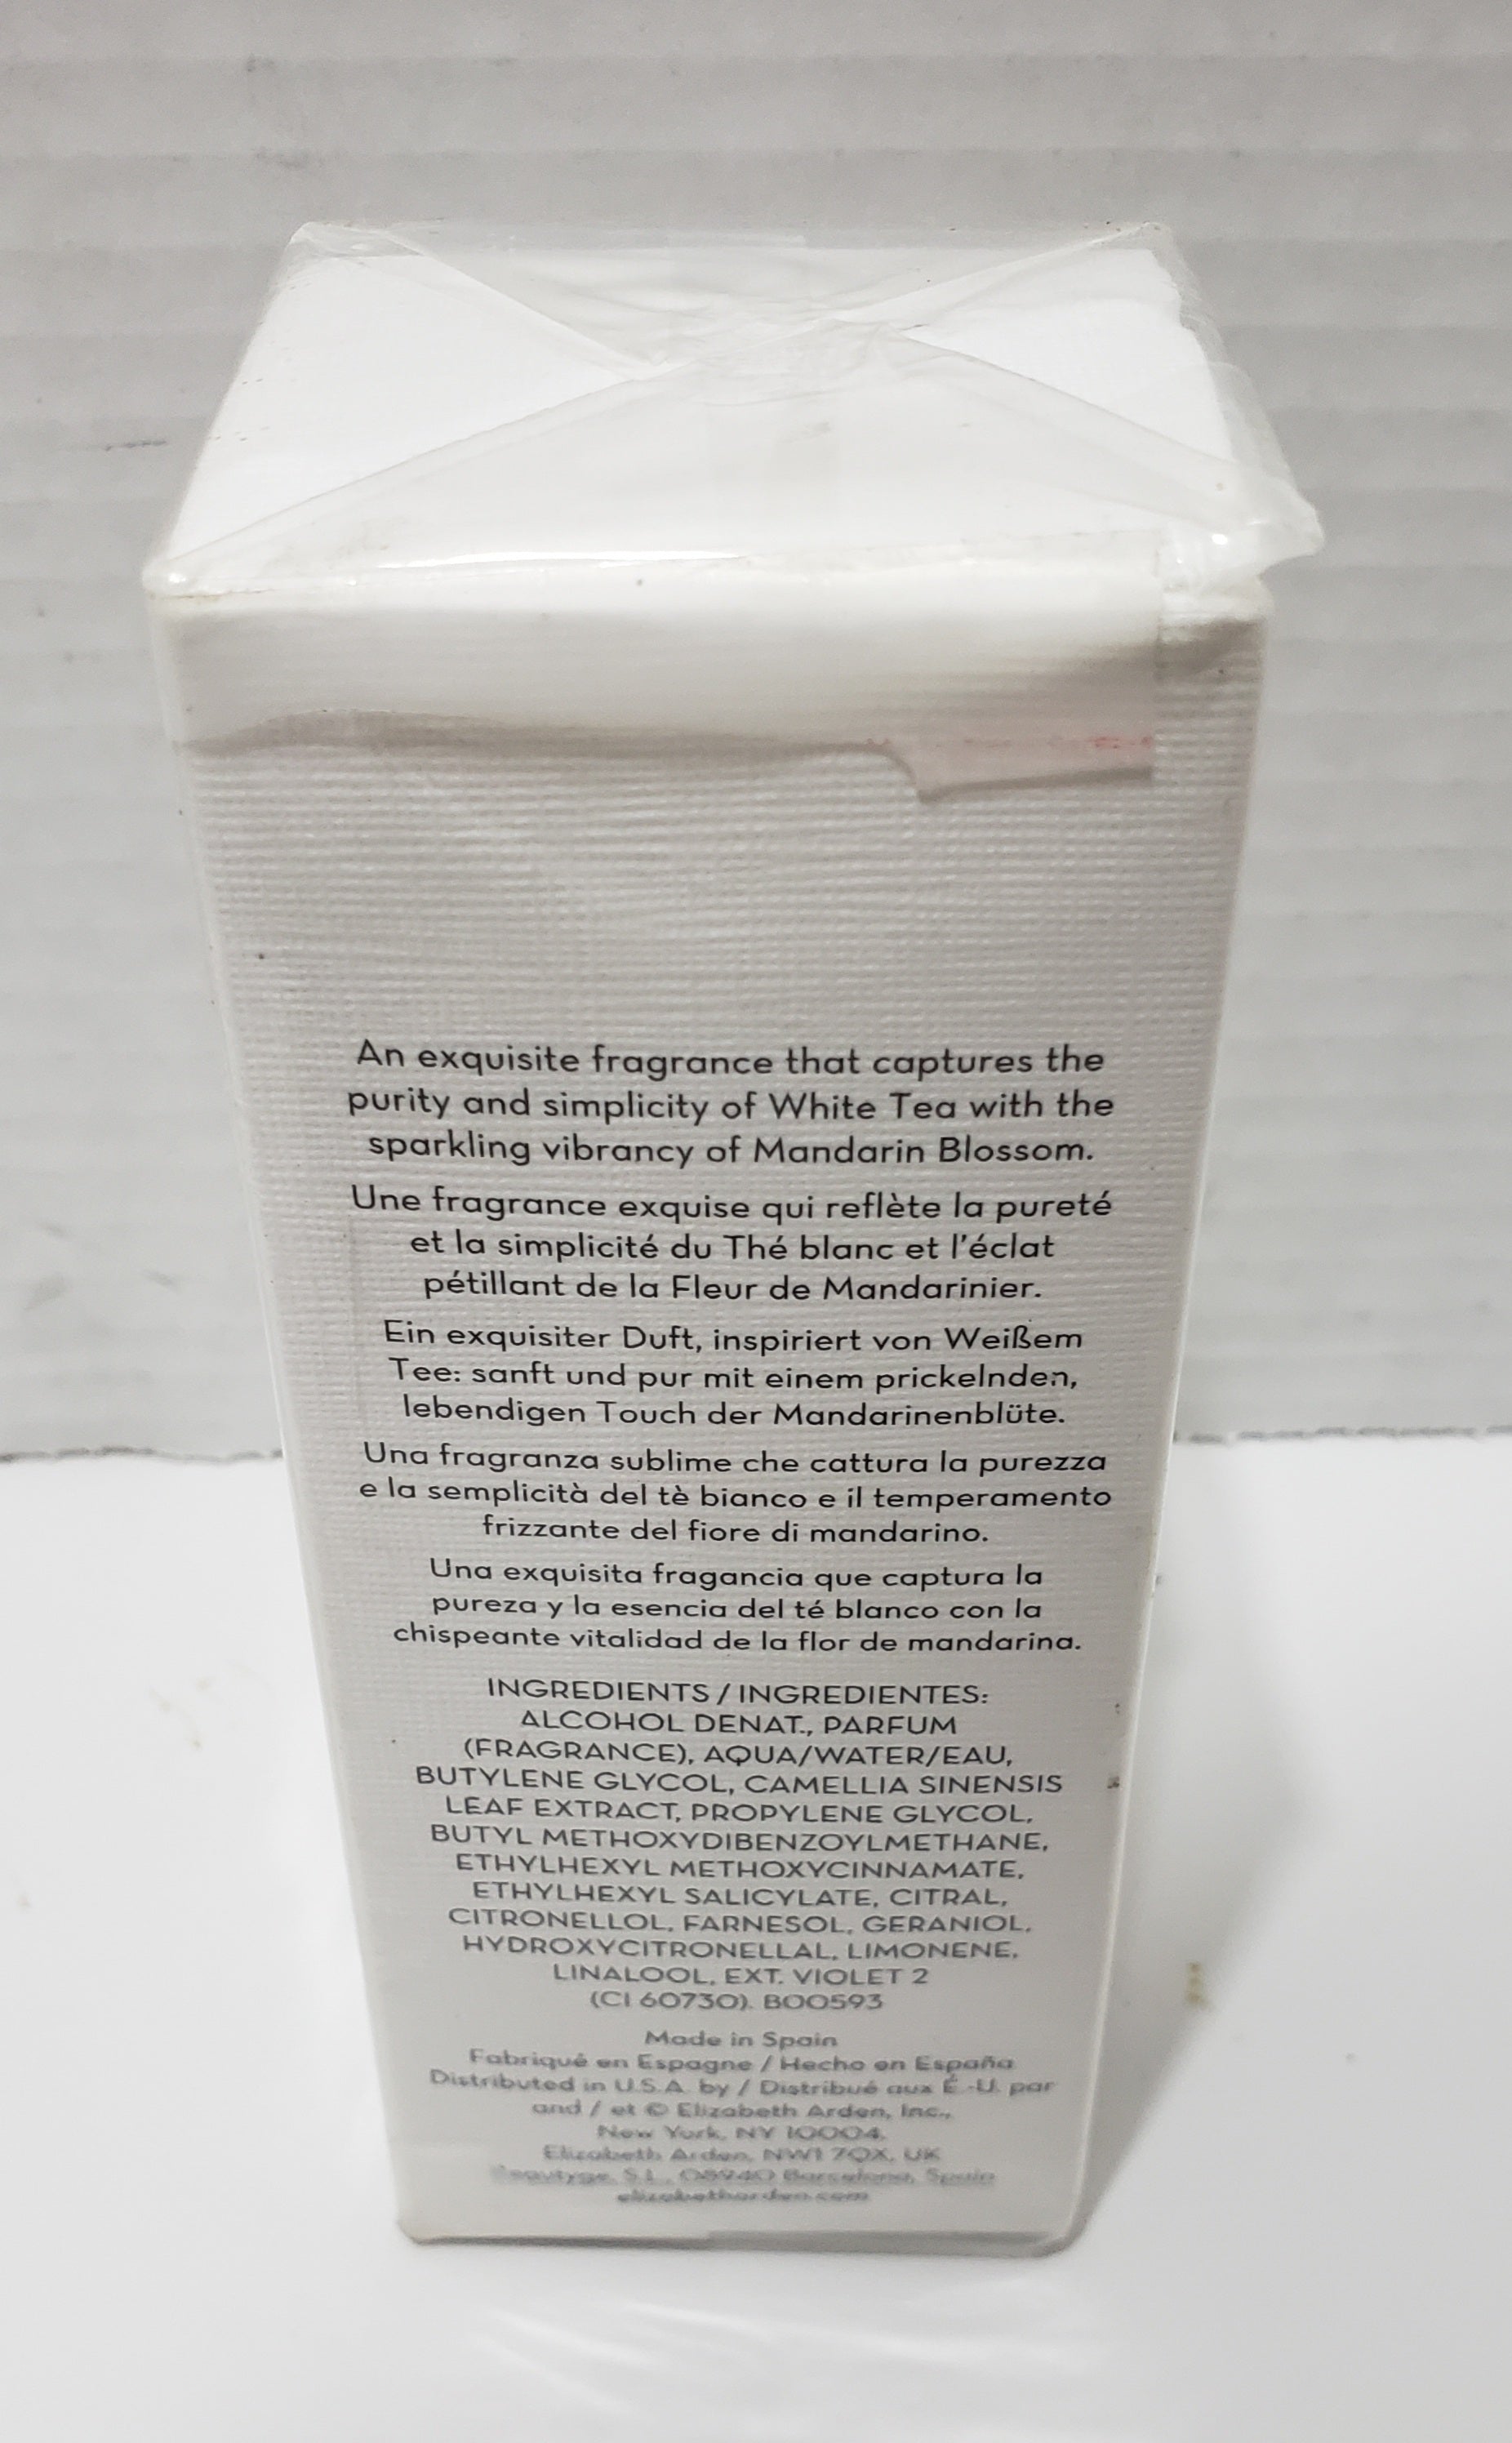 An exquisite fragrance that captures the
purity and simplicity of White Tea with the
sparkling vibrancy of Mandarin Blossom.
Une fragrance exquise qui reflète la pureté
et la simplicité du Thé blanc et l'éclat
pétillant de la Fleur de Mandarinier.
Ein exquisiter Duft, inspiriert von Weißem
Tee: sanft und pur mit einem prickelnden,
lebendigen Touch der Mandarinenblüte.
Una fragranza sublime che cattura la purezza
e la semplicità del tè bianco e il temperamento
frizzante del fiore di mandarino.
Una exquisita fragancia que captura la
pureza y la esencia del té blanco con la
chispeante vitalidad de la flor de mandarina.
INGREDIENTS / INGREDIENTES:
ALCOHOL DENAT., PARFUM
(FRAGRANCE), AQUA/WATER/EAU,
BUTYLENE GLYCOL, CAMELLIA SINENSIS
LEAF EXTRACT, PROPYLENE GLYCOL,
BUTYL METHOXYDIBENZOYLMETHANE,
ETHYLHEXYL METHOXYCINNAMATE,
ETHYLHEXYL SALICYLATE, CITRAL,
CITRONELLOL, FARNESOL, GERANIOL,
HYDROXYCITRONELLAL, LIMONENE,
LINALOOL, EXT. VIOLET 2
(CI 60730). B00593
Made in Spain
Fabriqué en Espagne / Hecho en España
Distributed in U.S.A. by / Distribué aux É.-U. par
and / et © Elizabeth Arden, Inc.,
New York, NY 10004,
Elizabeth Arden, NW1 7QX, UK
Beautyge, S.L., 08940 Barcelona, Spain
elizabetharden.com